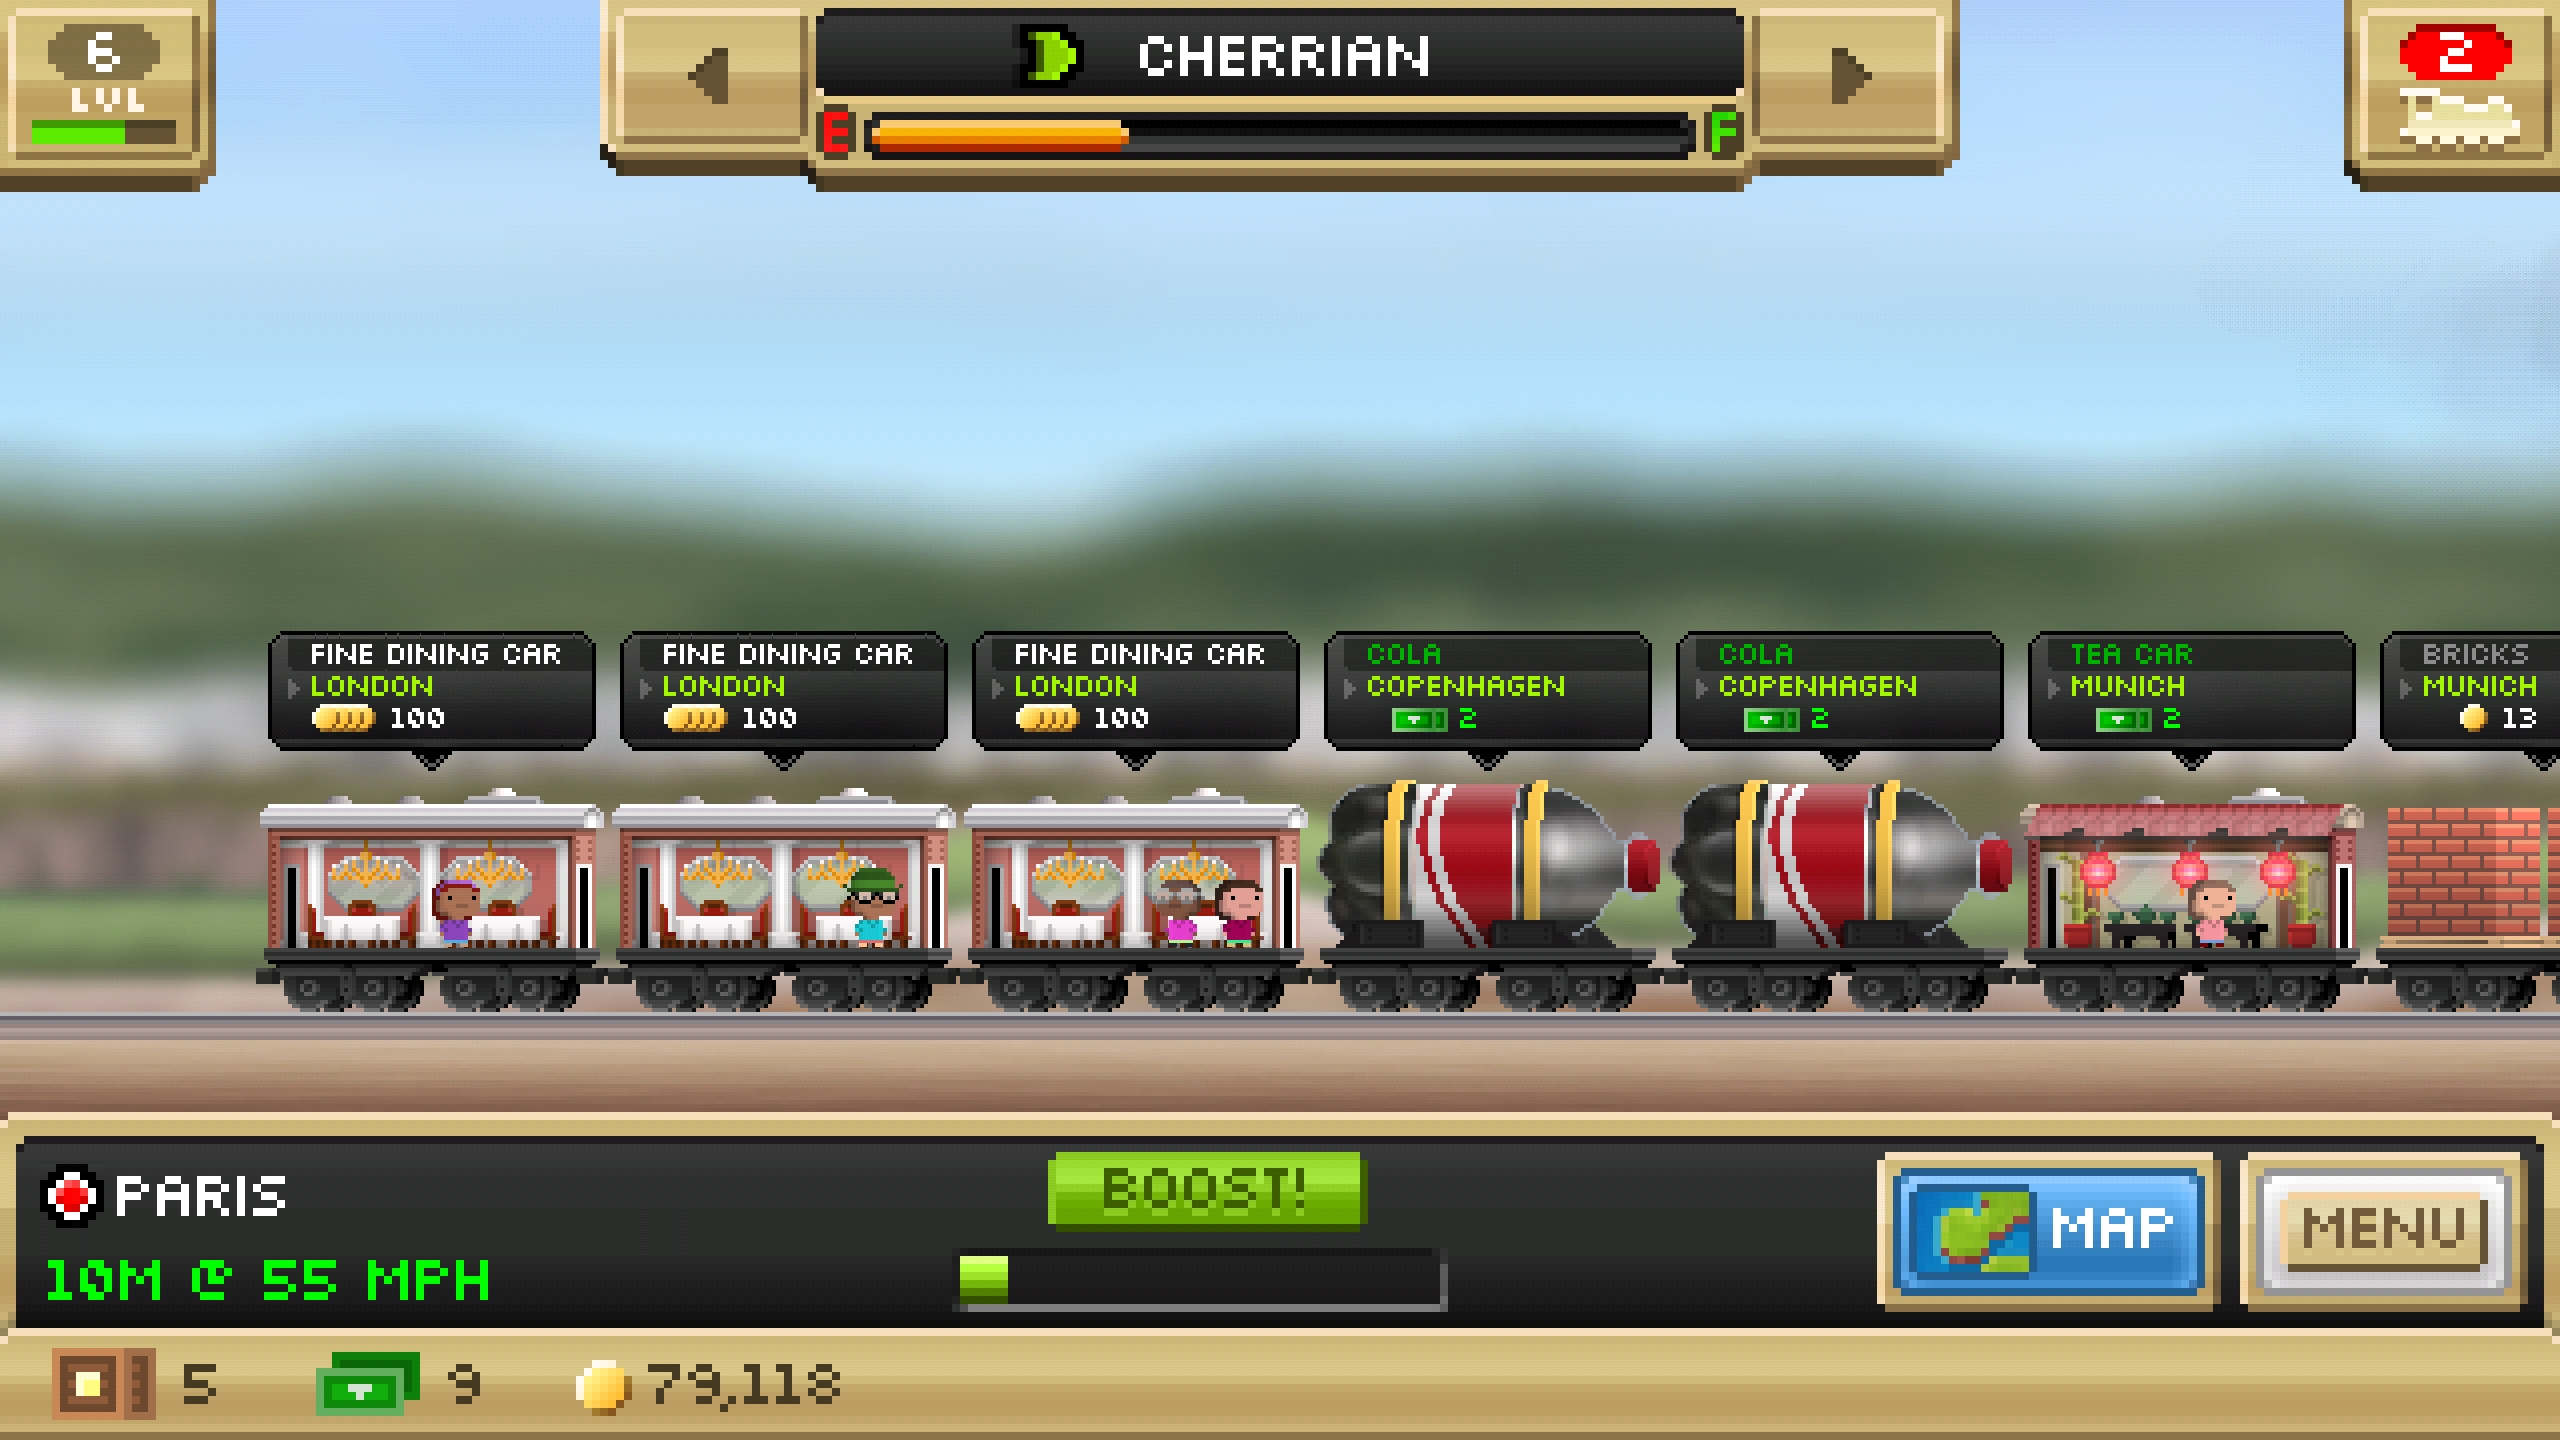 6
LVL
CHERRIAN
E
F
2
FINE DINING CAR
LONDON
100
FINE DINING CAR
LONDON
100
FINE DINING CAR
LONDON
100
COLA
COPENHAGEN
2
COLA
COPENHAGEN
2
TEA CAR
MUNICH
2
BRICKS
MUNICH
13
PARIS
10M @ 55 MPH
BOOST!
MAP
MENU
5
9
79,118